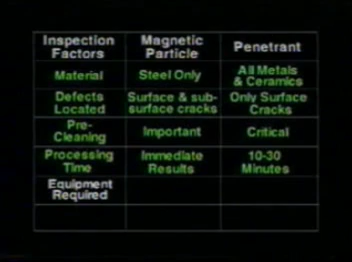 Inspection Factors Magnetic Particle Penetrant
Material Steel Only All Metals & Ceramics
Defects Located Surface & sub-surface cracks Only Surface Cracks
Pre-Cleaning Important Critical
Processing Time Immediate Results 10-30 Minutes
Equipment Required